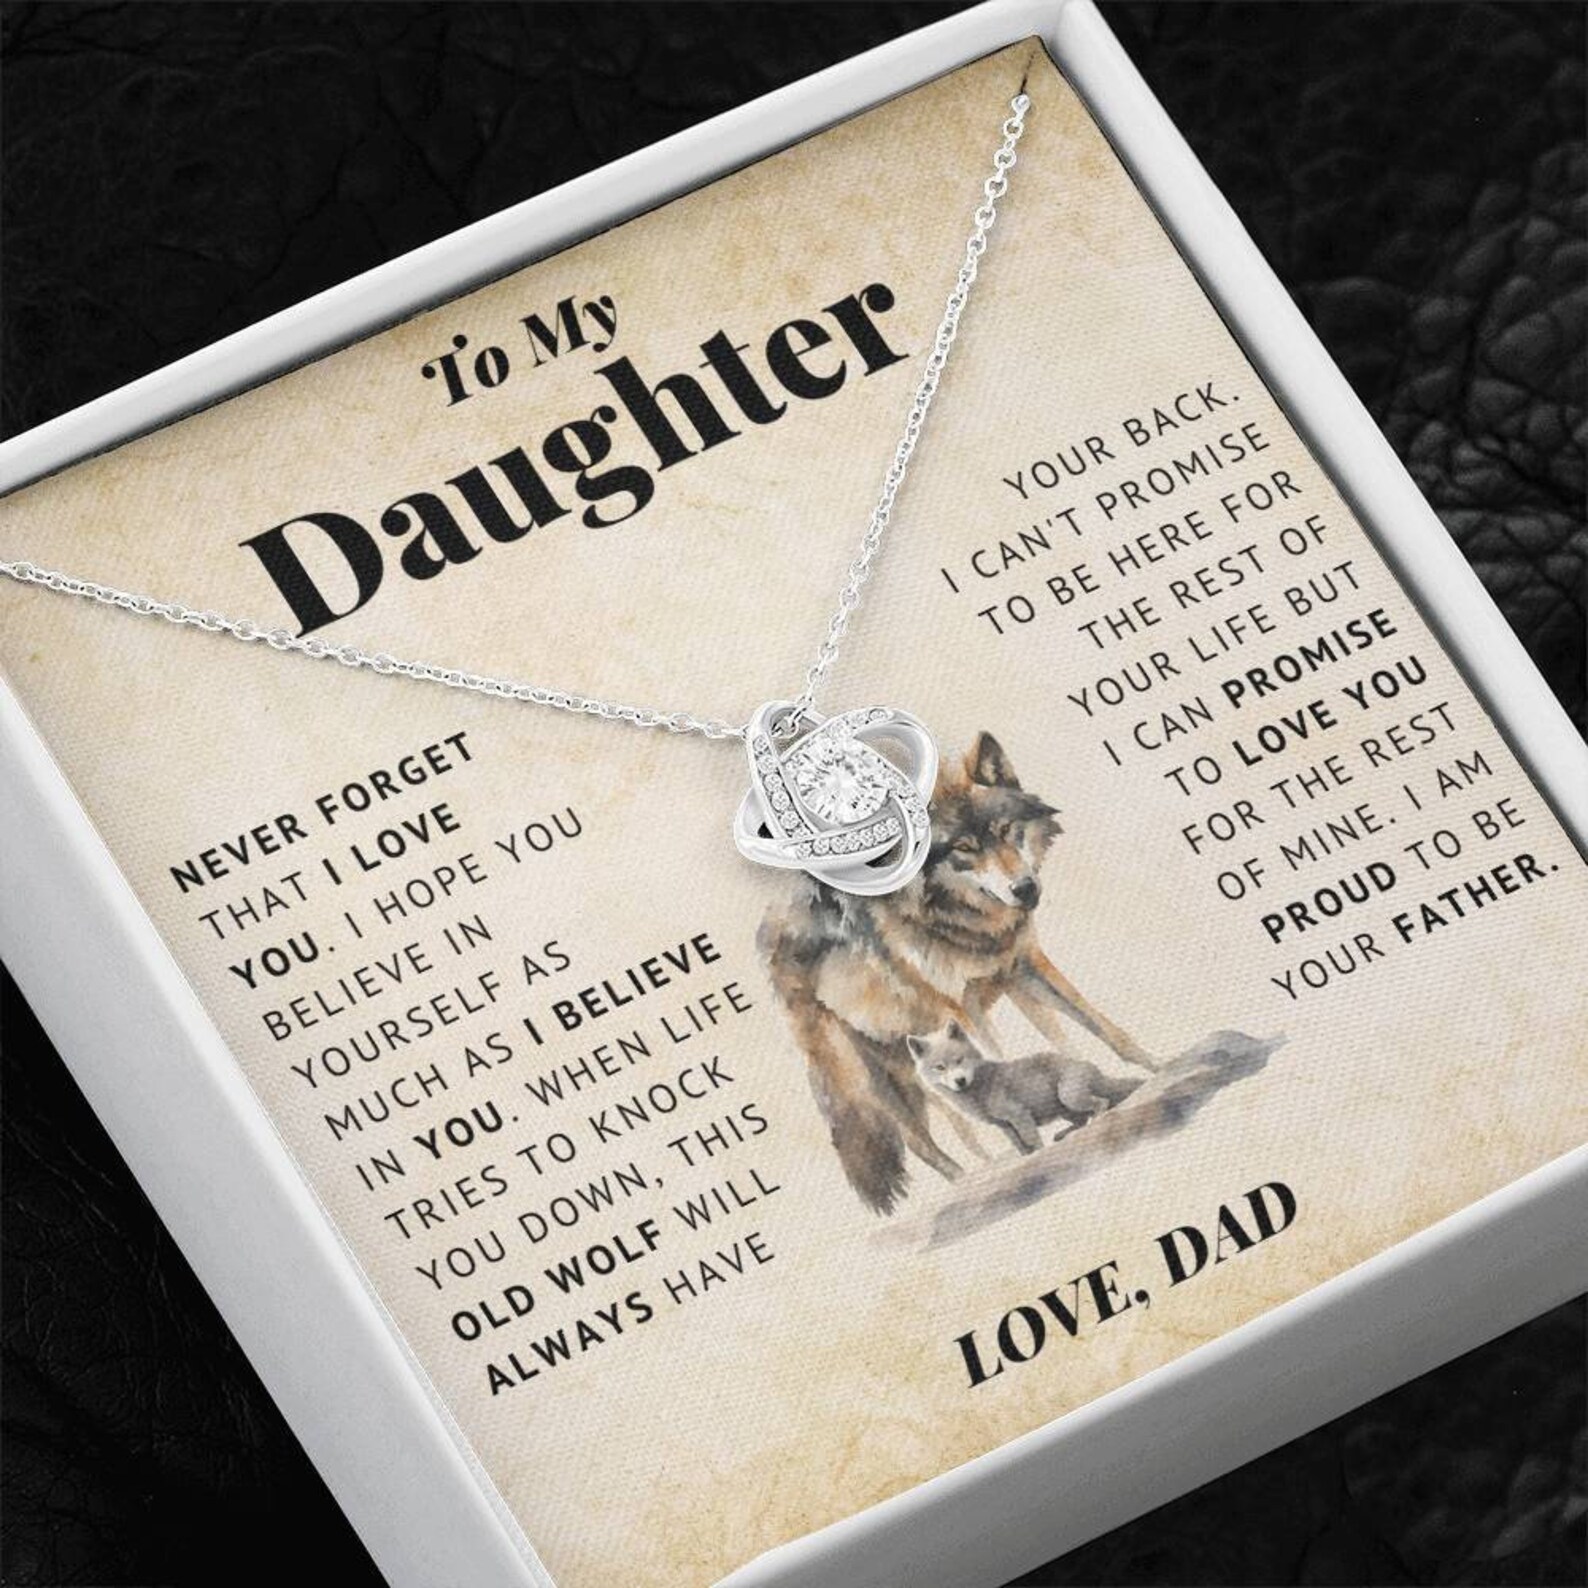 To My
Daughter
NEVER FORGET
THAT I LOVE
YOU. I HOPE YOU
BELIEVE IN
YOURSELF AS
MUCH AS I BELIEVE
IN YOU. WHEN LIFE
TRIES TO KNOCK
YOU DOWN, THIS
OLD WOLF WILL
ALWAYS HAVE
YOUR BACK.
I CAN'T PROMISE
TO BE HERE FOR
THE REST OF
YOUR LIFE BUT
I CAN PROMISE
TO LOVE YOU
FOR THE REST
OF MINE. I AM
PROUD TO BE
YOUR FATHER.
LOVE, DAD